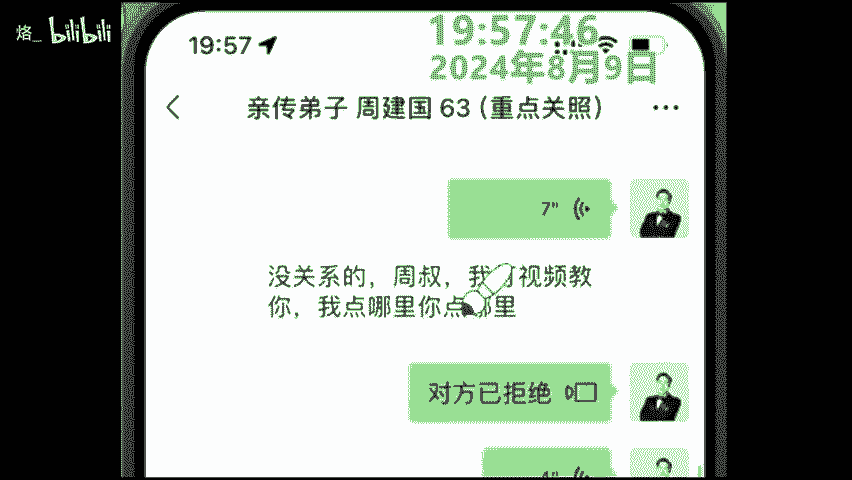 烙_ bilibili
19:57
19:57:46
2024年8月9日
亲传弟子 周建国 63（重点关照）
7"
没关系的，周叔，我可视频教
你，我点哪里你点哪里
对方已拒绝
4"